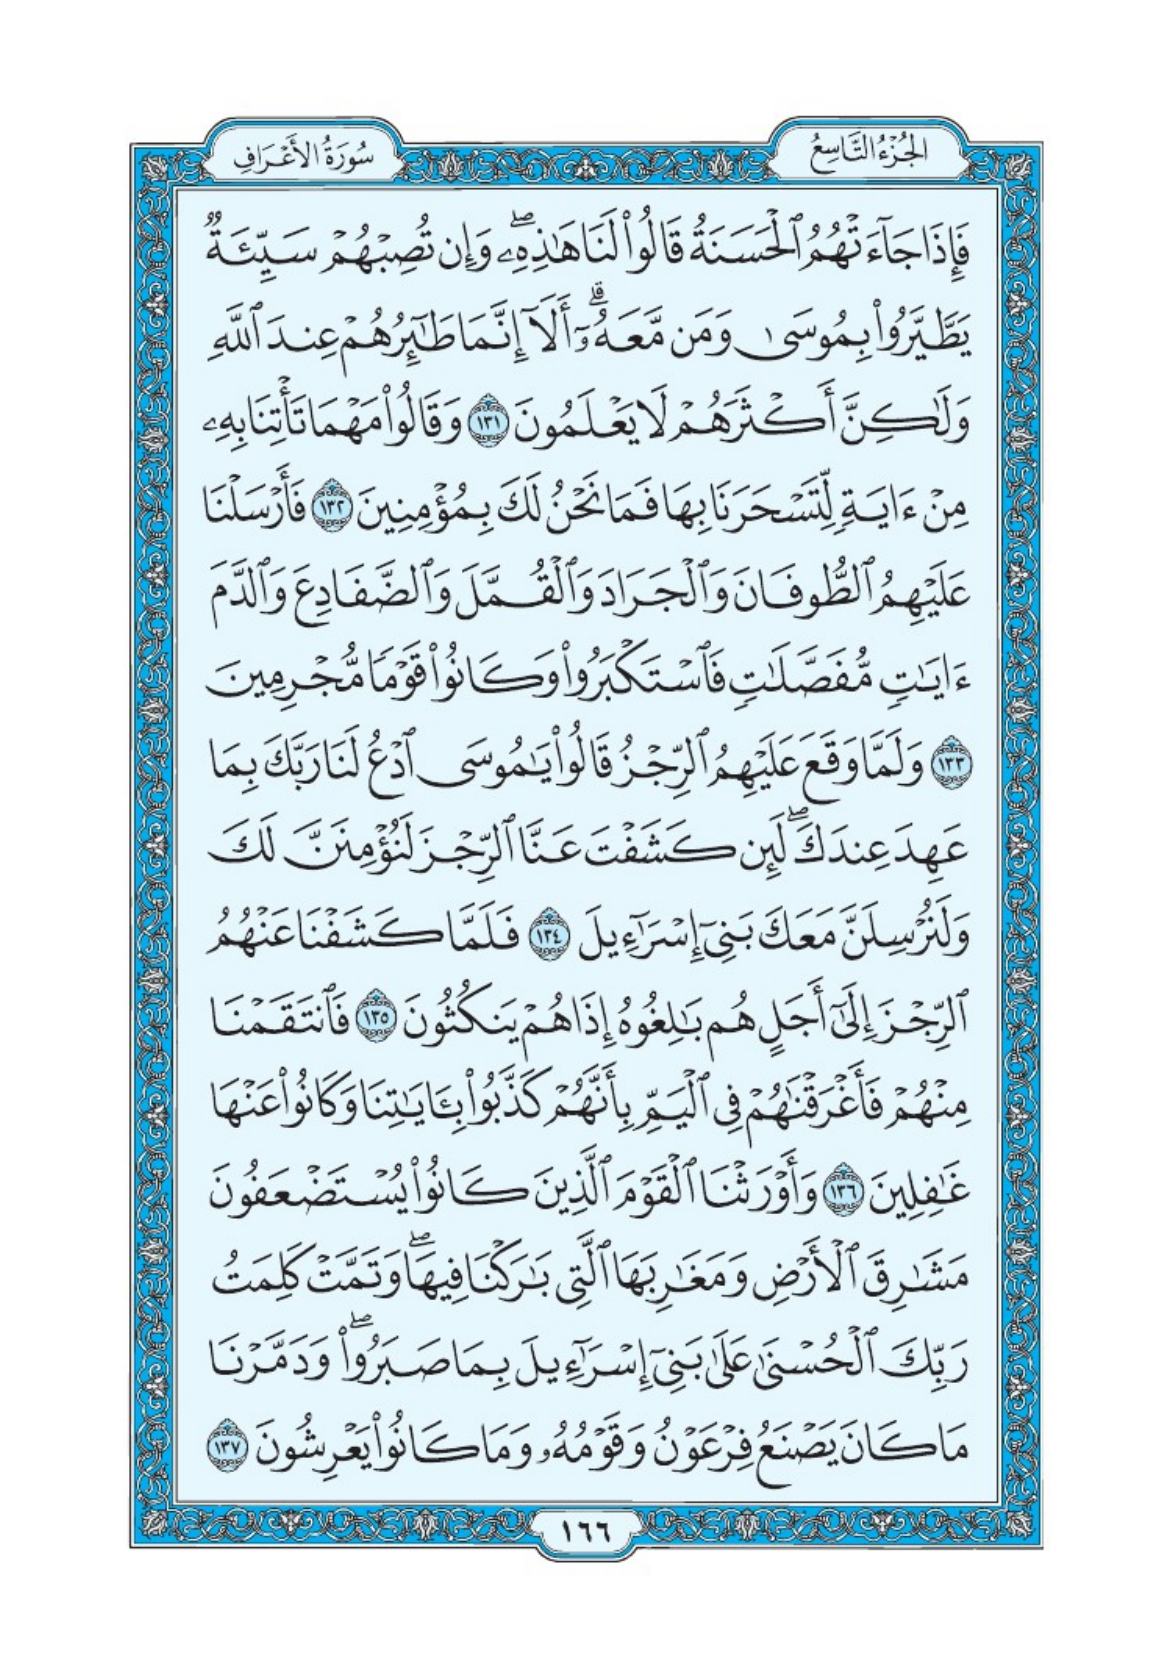 الجُزْءُ التَّاسِعُ
سُورَةُ الأَعْرَافِ
فَإِذَا جَآءَتْهُمُ ٱلْحَسَنَةُ قَالُوا۟ لَنَا هَـٰذِهِۦ ۖ وَإِن تُصِبْهُمْ سَيِّئَةٌ
يَطَّيَّرُوا۟ بِمُوسَىٰ وَمَن مَّعَهُۥٓ ۗ أَلَآ إِنَّمَا طَـٰٓئِرُهُمْ عِندَ ٱللَّهِ
وَلَـٰكِنَّ أَكْثَرَهُمْ لَا يَعْلَمُونَ ١٣١ وَقَالُوا۟ مَهْمَا تَأْتِنَا بِهِۦ
مِنْ ءَايَةٍ لِّتَسْحَرَنَا بِهَا فَمَا نَحْنُ لَكَ بِمُؤْمِنِينَ ١٣٢ فَأَرْسَلْنَا
عَلَيْهِمُ ٱلطُّوفَانَ وَٱلْجَرَادَ وَٱلْقُمَّلَ وَٱلضَّفَادِعَ وَٱلدَّمَ
ءَايَـٰتٍ مُّفَصَّلَـٰتٍ فَٱسْتَكْبَرُوا۟ وَكَانُوا۟ قَوْمًا مُّجْرِمِينَ
١٣٣ وَلَمَّا وَقَعَ عَلَيْهِمُ ٱلرِّجْزُ قَالُوا۟ يَـٰمُوسَى ٱدْعُ لَنَا رَبَّكَ بِمَا
عَهِدَ عِندَكَ ۖ لَئِن كَشَفْتَ عَنَّا ٱلرِّجْزَ لَنُؤْمِنَنَّ لَكَ
وَلَنُرْسِلَنَّ مَعَكَ بَنِىٓ إِسْرَٰٓءِيلَ ١٣٤ فَلَمَّا كَشَفْنَا عَنْهُمُ
ٱلرِّجْزَ إِلَىٰٓ أَجَلٍ هُم بَـٰلِغُوهُ إِذَا هُمْ يَنكُثُونَ ١٣٥ فَٱنتَقَمْنَا
مِنْهُمْ فَأَغْرَقْنَـٰهُمْ فِى ٱلْيَمِّ بِأَنَّهُمْ كَذَّبُوا۟ بِـَٔايَـٰتِنَا وَكَانُوا۟ عَنْهَا
غَـٰفِلِينَ ١٣٦ وَأَوْرَثْنَا ٱلْقَوْمَ ٱلَّذِينَ كَانُوا۟ يُسْتَضْعَفُونَ
مَشَـٰرِقَ ٱلْأَرْضِ وَمَغَـٰرِبَهَا ٱلَّتِى بَـٰرَكْنَا فِيهَا ۖ وَتَمَّتْ كَلِمَتُ
رَبِّكَ ٱلْحُسْنَىٰ عَلَىٰ بَنِىٓ إِسْرَٰٓءِيلَ بِمَا صَبَرُوا۟ ۖ وَدَمَّرْنَا
مَا كَانَ يَصْنَعُ فِرْعَوْنُ وَقَوْمُهُۥ وَمَا كَانُوا۟ يَعْرِشُونَ ١٣٧
١٦٦